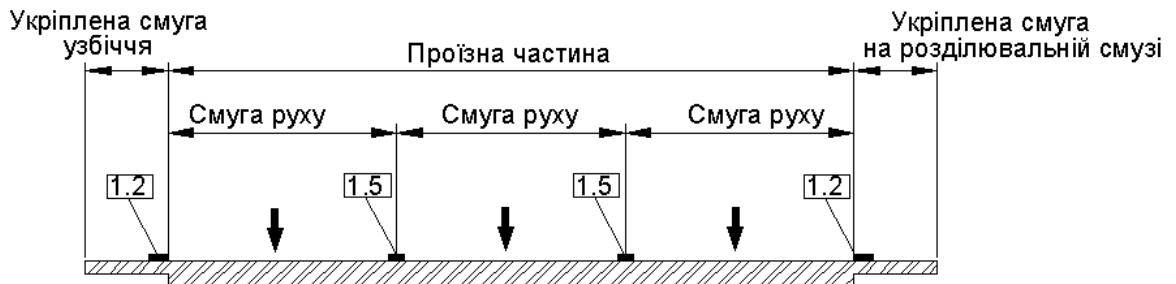 Укріплена смуга
узбіччя
Проїзна частина
Укріплена смуга
на розділювальній смузі
Смуга руху
Смуга руху
Смуга руху
1.2
1.5
1.5
1.2